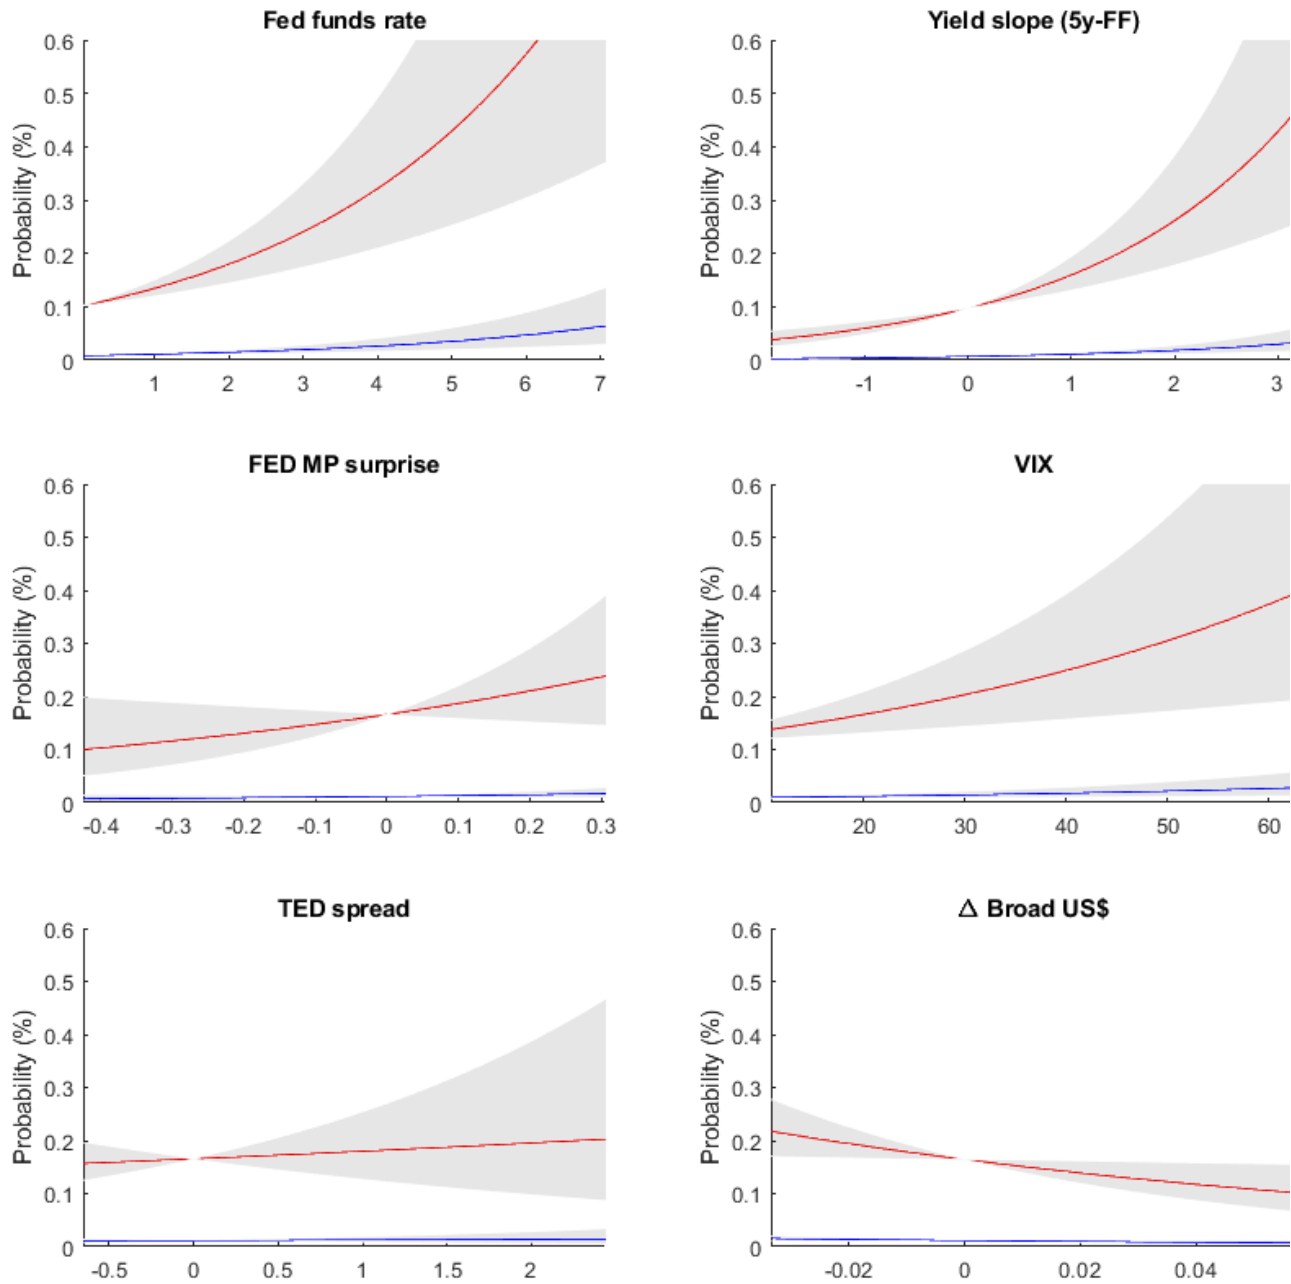 Fed funds rate
Probability (%)
0.6
0.5
0.4
0.3
0.2
0.1
0
1 2 3 4 5 6 7
Yield slope (5y-FF)
Probability (%)
0.6
0.5
0.4
0.3
0.2
0.1
0
-1 0 1 2 3
FED MP surprise
Probability (%)
0.6
0.5
0.4
0.3
0.2
0.1
0
-0.4 -0.3 -0.2 -0.1 0 0.1 0.2 0.3
VIX
Probability (%)
0.6
0.5
0.4
0.3
0.2
0.1
0
20 30 40 50 60
TED spread
Probability (%)
0.6
0.5
0.4
0.3
0.2
0.1
0
-0.5 0 0.5 1 1.5 2
Δ Broad US$
Probability (%)
0.6
0.5
0.4
0.3
0.2
0.1
0
-0.02 0 0.02 0.04